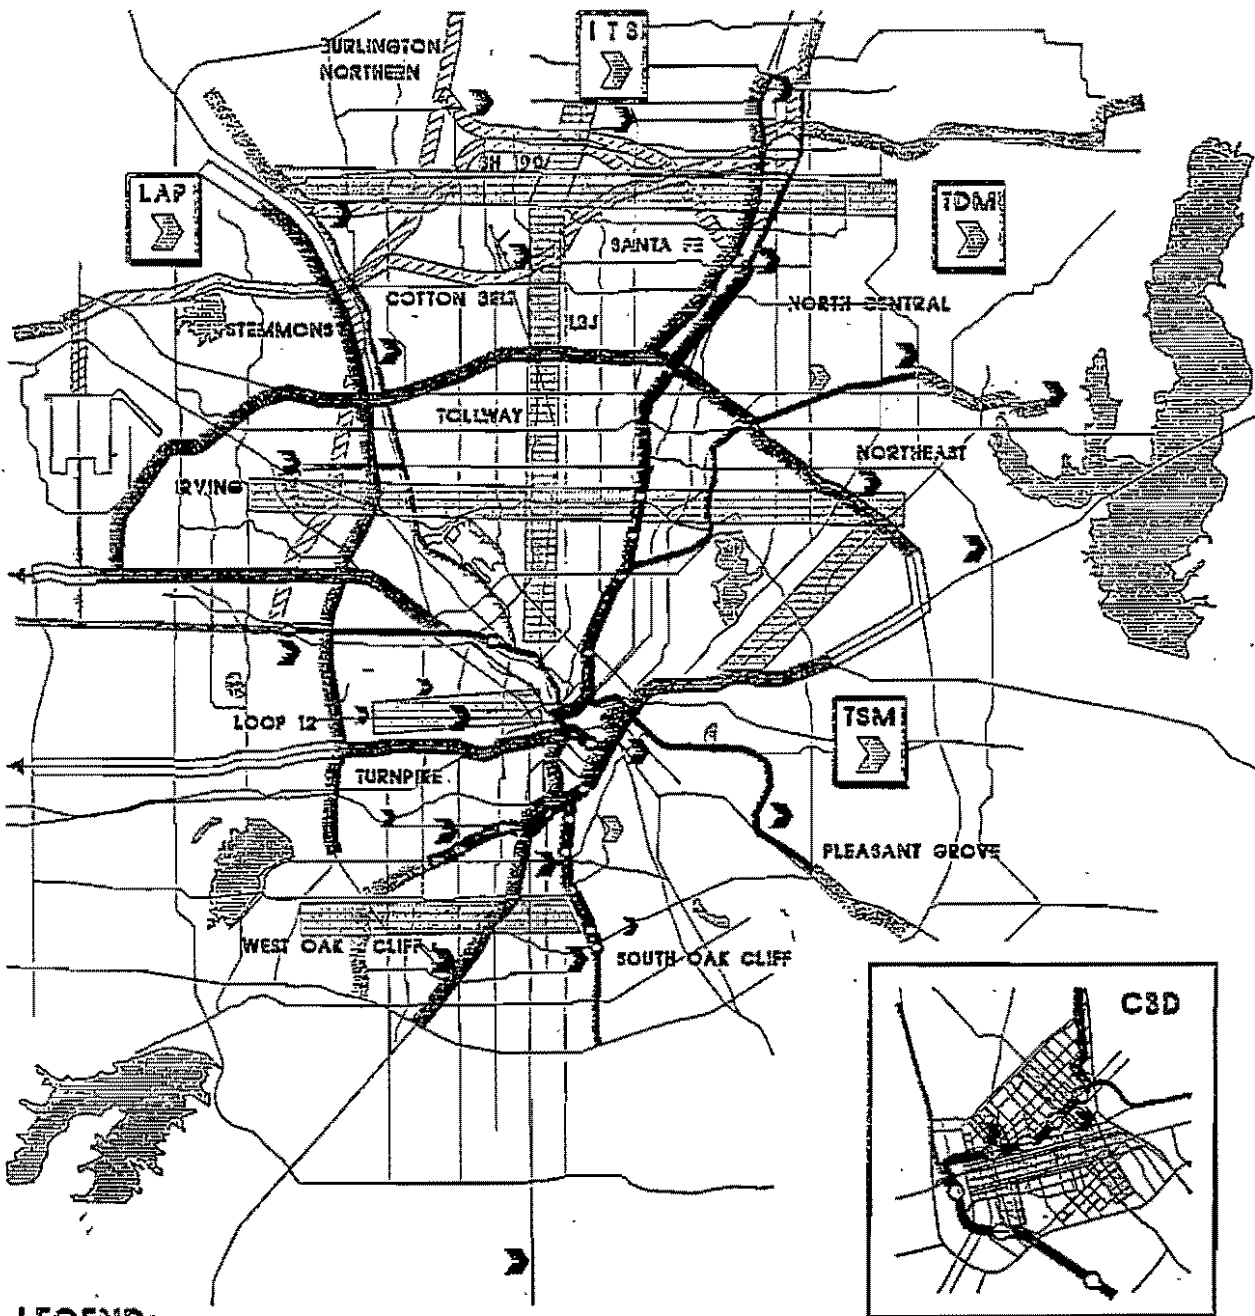 BURLINGTON
NORTHERN
ITS
SH 190
LAP
TDM
SANTA FE
COTTON BELT
NORTH CENTRAL
STEMMONS
LBJ
TOLLWAY
NORTHEAST
IRVING
LOOP 12
TSM
TURNPIKE
PLEASANT GROVE
WEST OAK CLIFF
SOUTH OAK CLIFF
CBD
LEGEND: